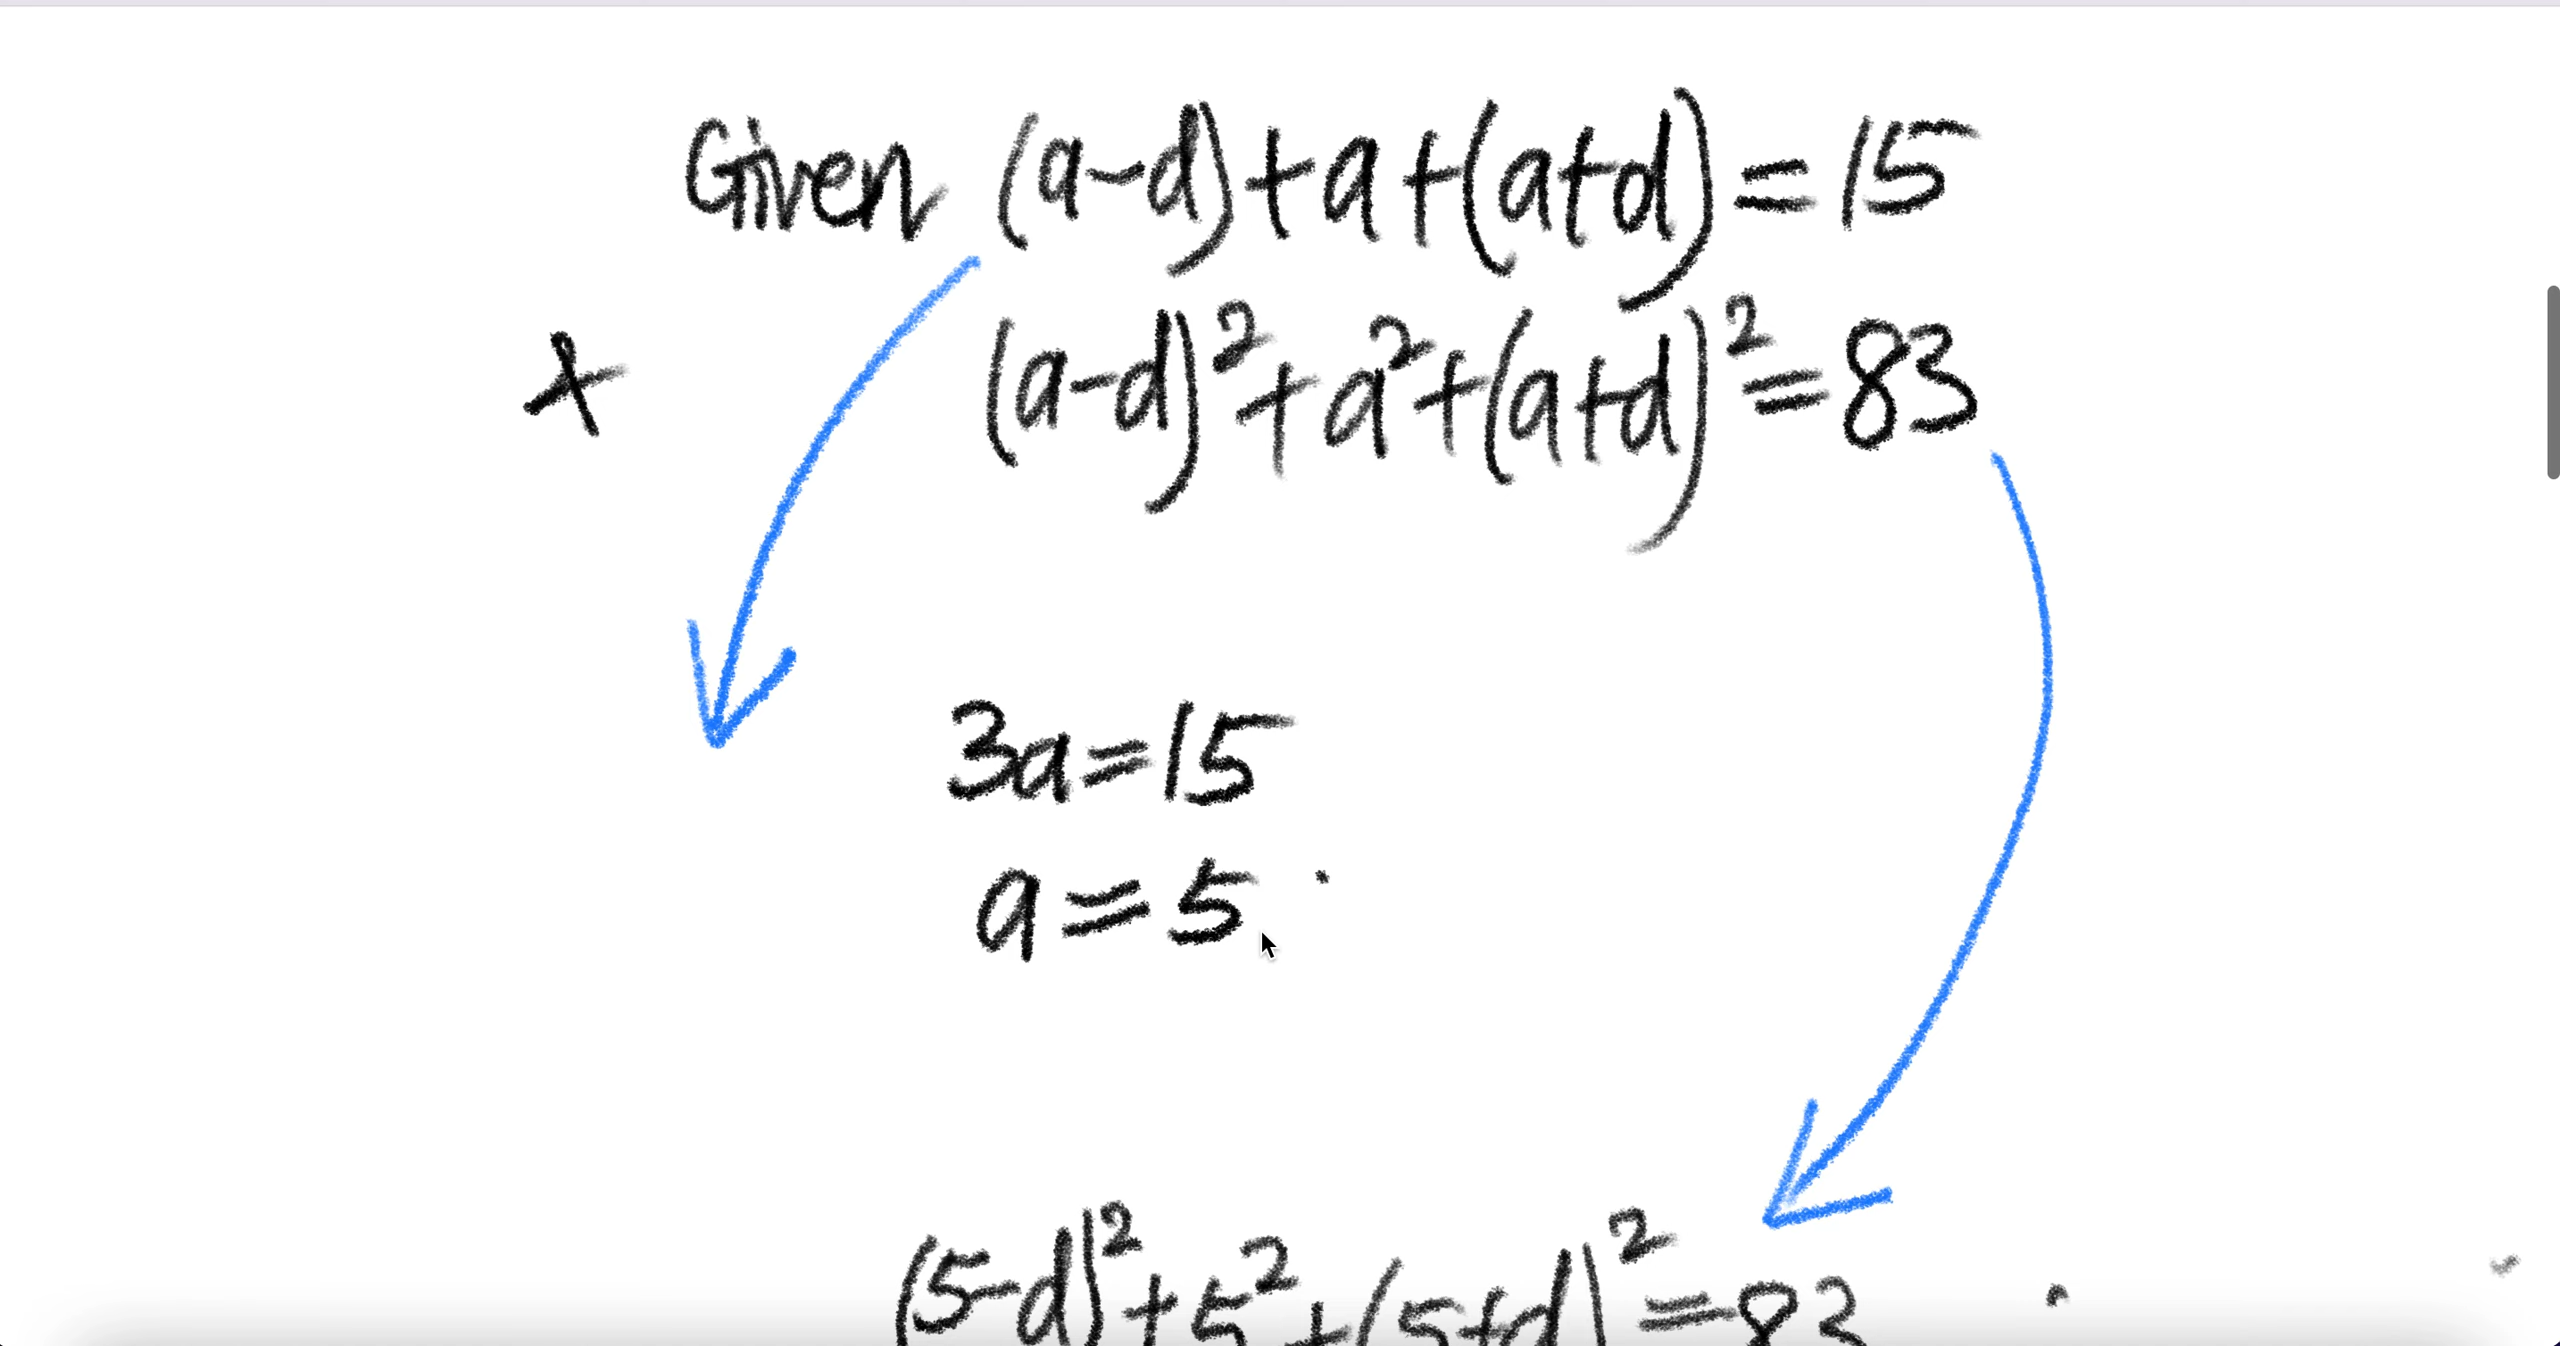 Given (a-d)+a+(a+d)=15
+ (a-d)²+a²+(a+d)²=83
3a=15
a=5
(5-d)²+5²+(5+d)²=83